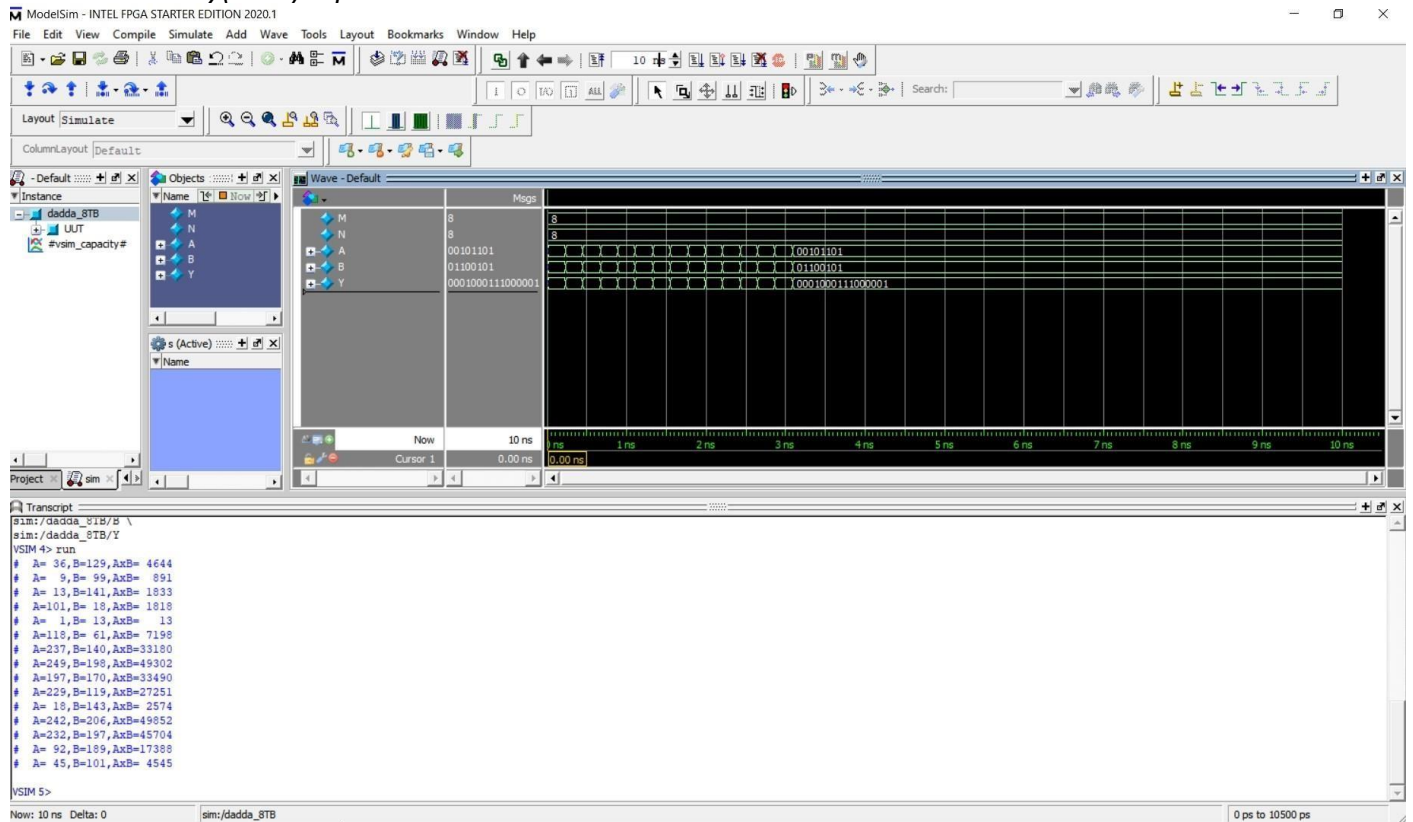 ModelSim - INTEL FPGA STARTER EDITION 2020.1
File Edit View Compile Simulate Add Wave Tools Layout Bookmarks Window Help
10 ns
Search:
Layout Simulate
ColumnLayout Default
- Default
Objects
Wave - Default
Instance
Name
Now
Msgs
dadda_8TB
UUT
#vsim_capacity#
M
N
A
B
Y
M 8 8
N 8 8
A 00101101 00101101
B 01100101 01100101
Y 0001000111000001 0001000111000001
s (Active)
Name
Now 10 ns
1 ns 2 ns 3 ns 4 ns 5 ns 6 ns 7 ns 8 ns 9 ns 10 ns
Cursor 1 0.00 ns 0.00 ns
Project sim
Transcript
sim:/dadda_8TB/B \
sim:/dadda_8TB/Y
VSIM 4> run
# A= 36,B=129,AxB= 4644
# A= 9,B= 99,AxB= 891
# A= 13,B=141,AxB= 1833
# A=101,B= 18,AxB= 1818
# A= 1,B= 13,AxB= 13
# A=118,B= 61,AxB= 7198
# A=237,B=140,AxB=33180
# A=249,B=198,AxB=49302
# A=197,B=170,AxB=33490
# A=229,B=119,AxB=27251
# A= 18,B=143,AxB= 2574
# A=242,B=206,AxB=49852
# A=232,B=197,AxB=45704
# A= 92,B=189,AxB=17388
# A= 45,B=101,AxB= 4545
VSIM 5>
Now: 10 ns Delta: 0
sim:/dadda_8TB
0 ps to 10500 ps